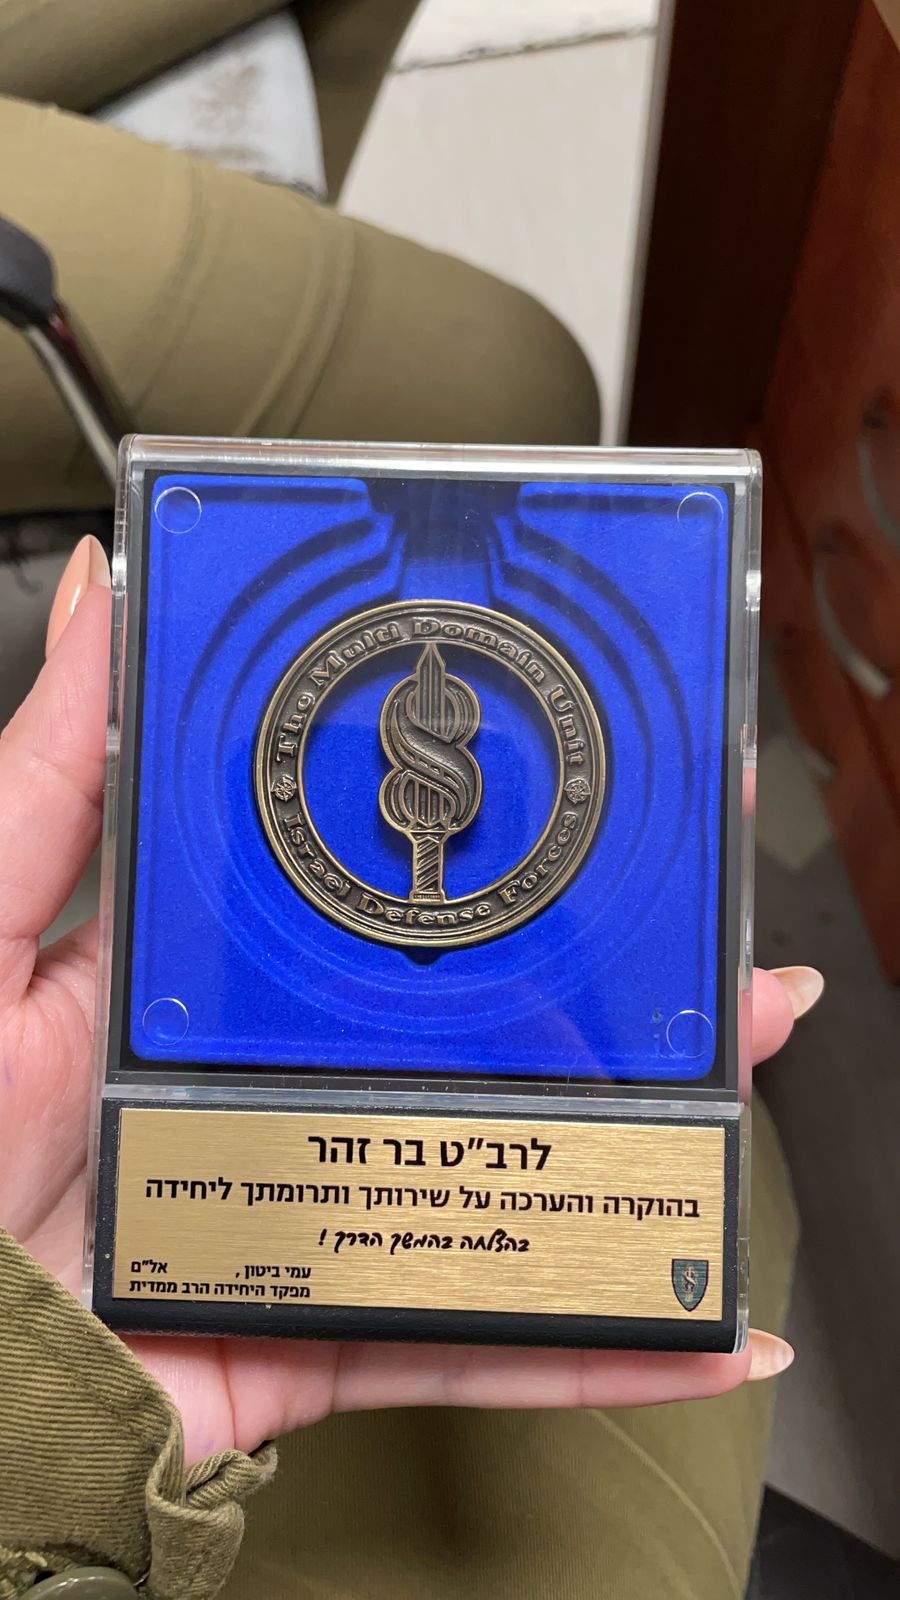 The Multi Domain Unit
Israel Defense Forces
לרב"ט בר זהר
בהוקרה והערכה על שירותך ותרומתך ליחידה
בהצלחה בהמשך הדרך !
עמי ביטון, אל"ם
מפקד היחידה הרב ממדית